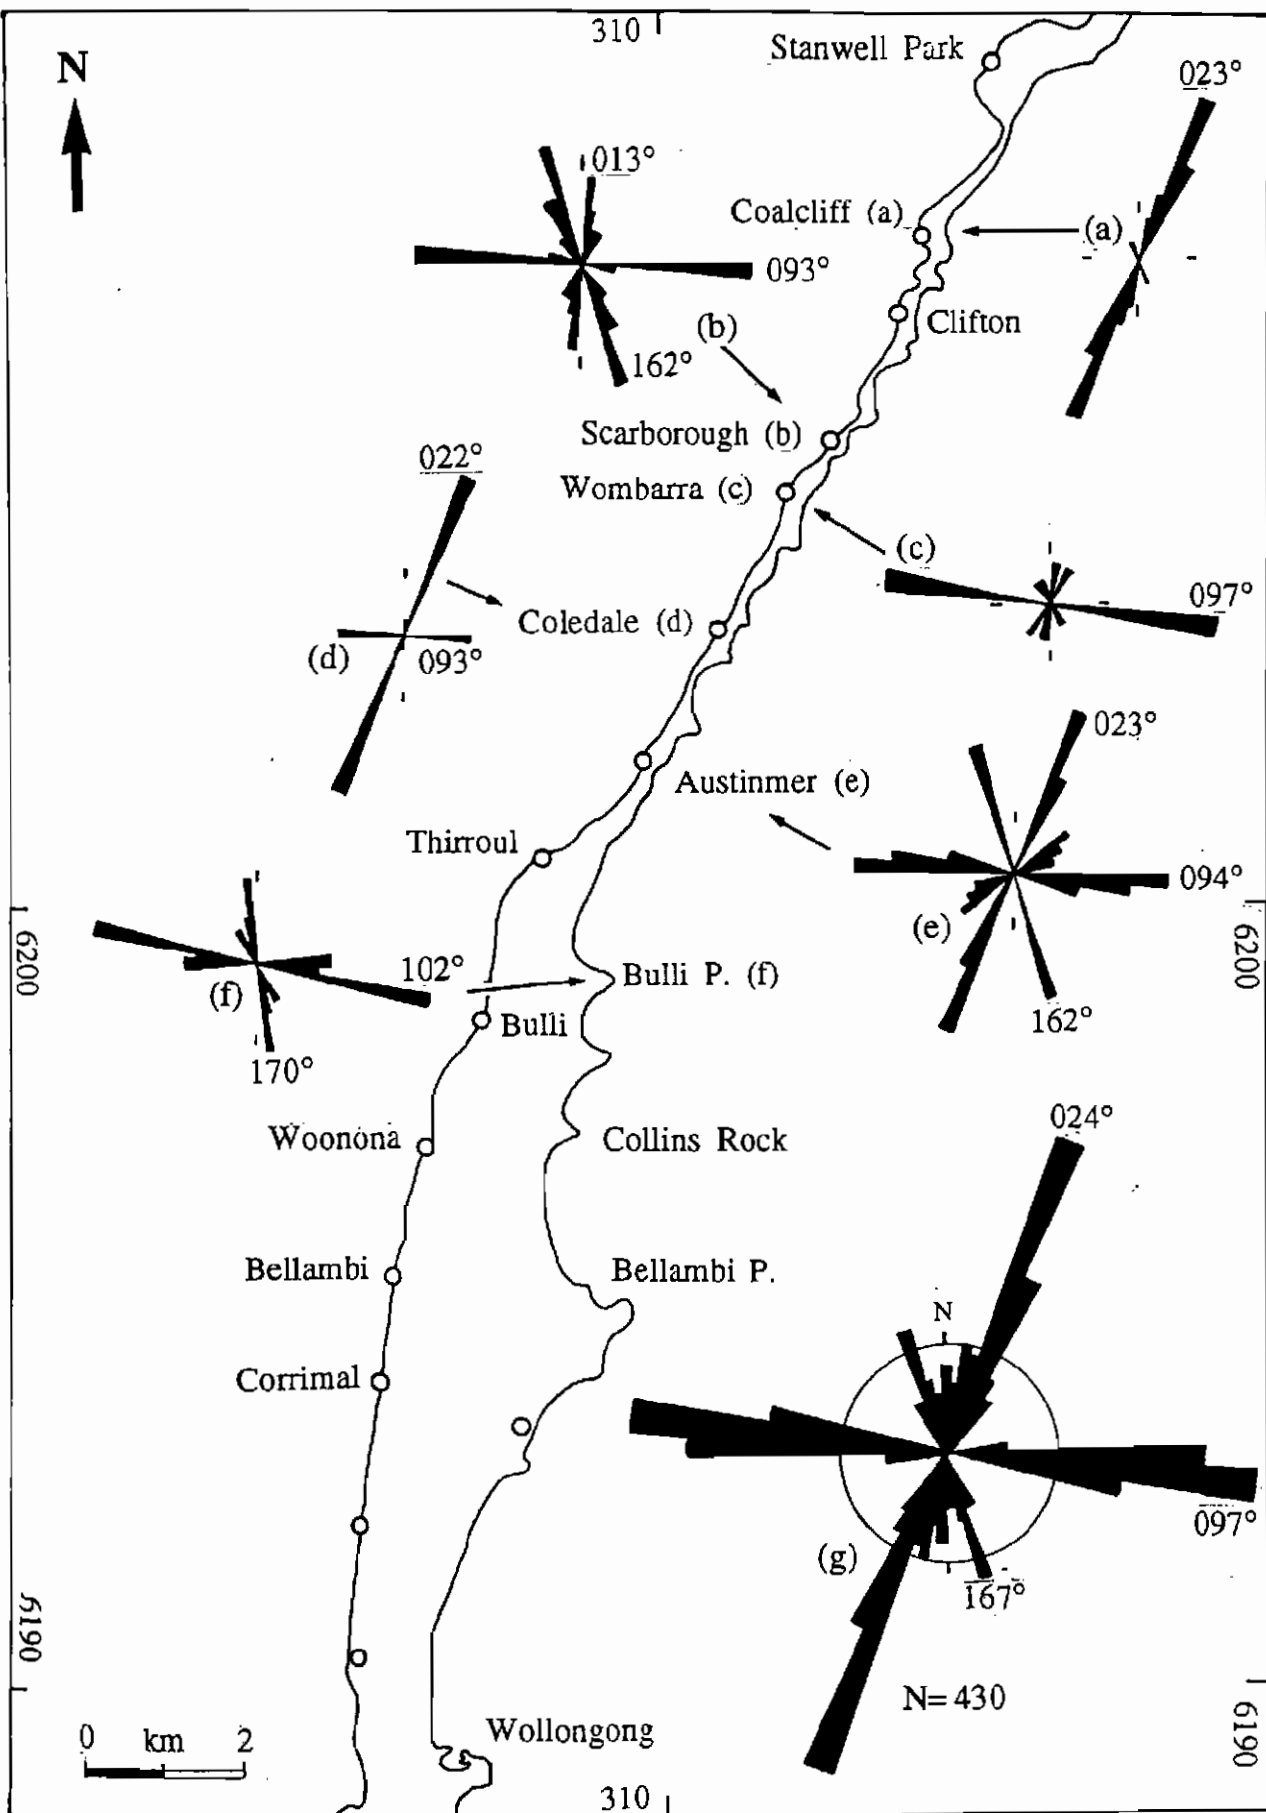 310
Stanwell Park
N
023°
013°
Coalcliff (a)
(a)
093°
Clifton
(b)
162°
Scarborough (b)
022°
Wombarra (c)
(c)
097°
Coledale (d)
(d)
093°
023°
Austinmer (e)
Thirroul
094°
(e)
6200
6200
102°
Bulli P. (f)
(f)
162°
Bulli
170°
024°
Woonona
Collins Rock
Bellambi
Bellambi P.
N
Corrimal
097°
(g)
167°
6190
6190
N=430
0 km 2
Wollongong
310